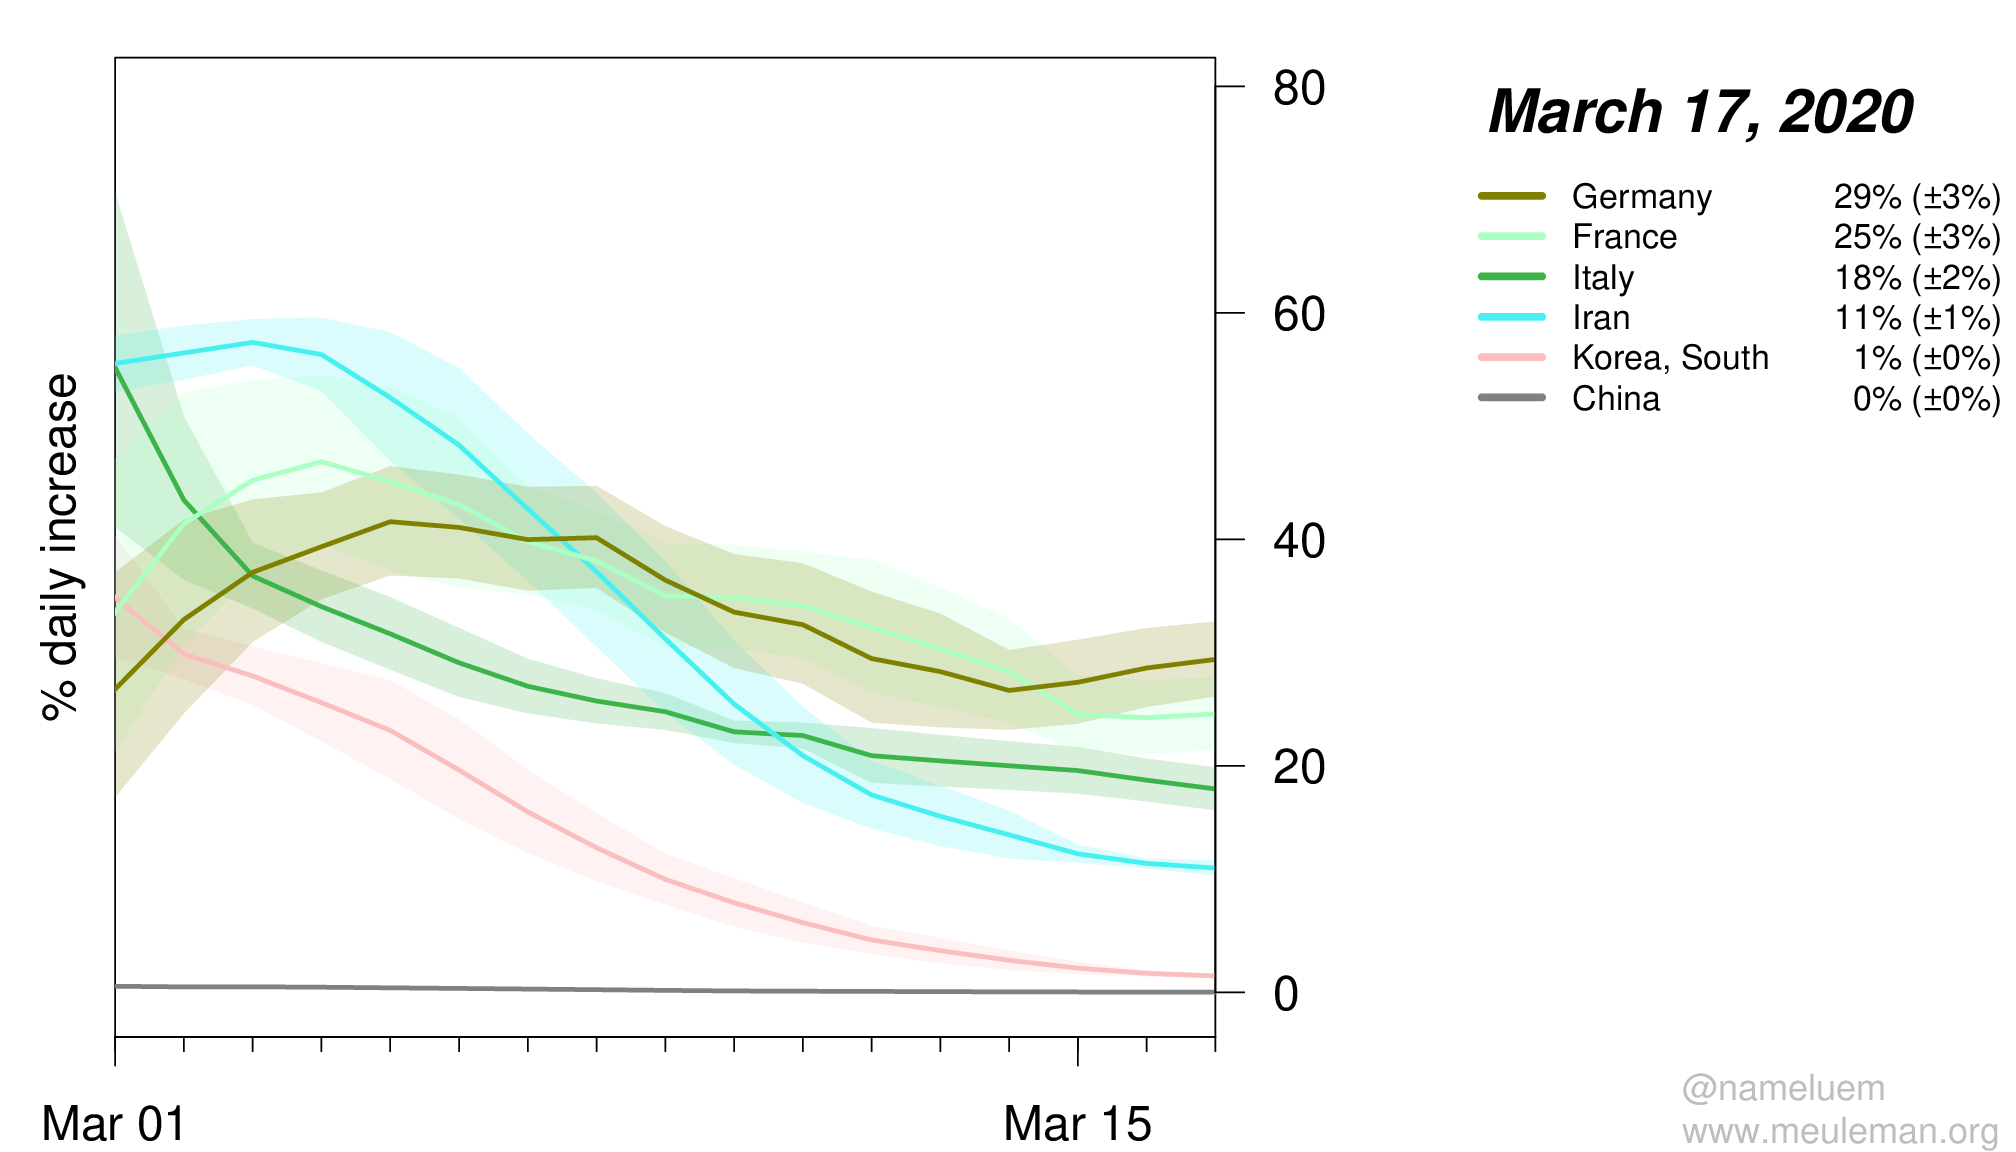 March 17, 2020
Germany 29% (±3%)
France 25% (±3%)
Italy 18% (±2%)
Iran 11% (±1%)
Korea, South 1% (±0%)
China 0% (±0%)
% daily increase
80
60
40
20
0
Mar 01
Mar 15
@nameluem
www.meuleman.org